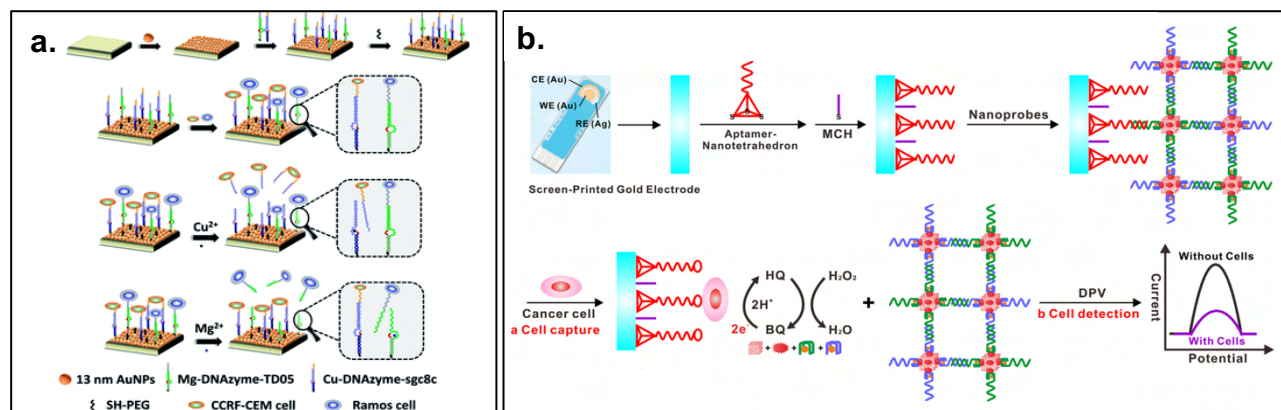 a.
Cu²⁺
Mg²⁺
13 nm AuNPs
Mg-DNAzyme-TD05
Cu-DNAzyme-sgc8c
SH-PEG
CCRF-CEM cell
Ramos cell
b.
CE (Au)
WE (Au)
RE (Ag)
Screen-Printed Gold Electrode
S
S
S
Aptamer-
Nanotetrahedron
MCH
Nanoprobes
Cancer cell
a Cell capture
HQ
H₂O₂
2H⁺
2e
BQ
H₂O
+ + +
+
DPV
b Cell detection
Current
Without Cells
With Cells
Potential